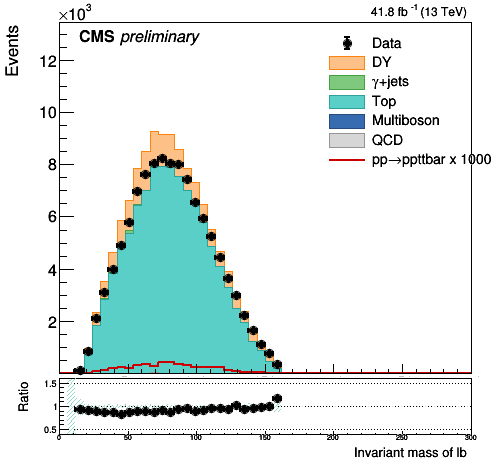 ×10³
41.8 fb⁻¹ (13 TeV)
CMS preliminary
Events
Data
DY
γ+jets
Top
Multiboson
QCD
pp→ppttbar x 1000
12
10
8
6
4
2
Ratio
1.5
1
0.5
0 50 100 150 200 250 300
Invariant mass of lb